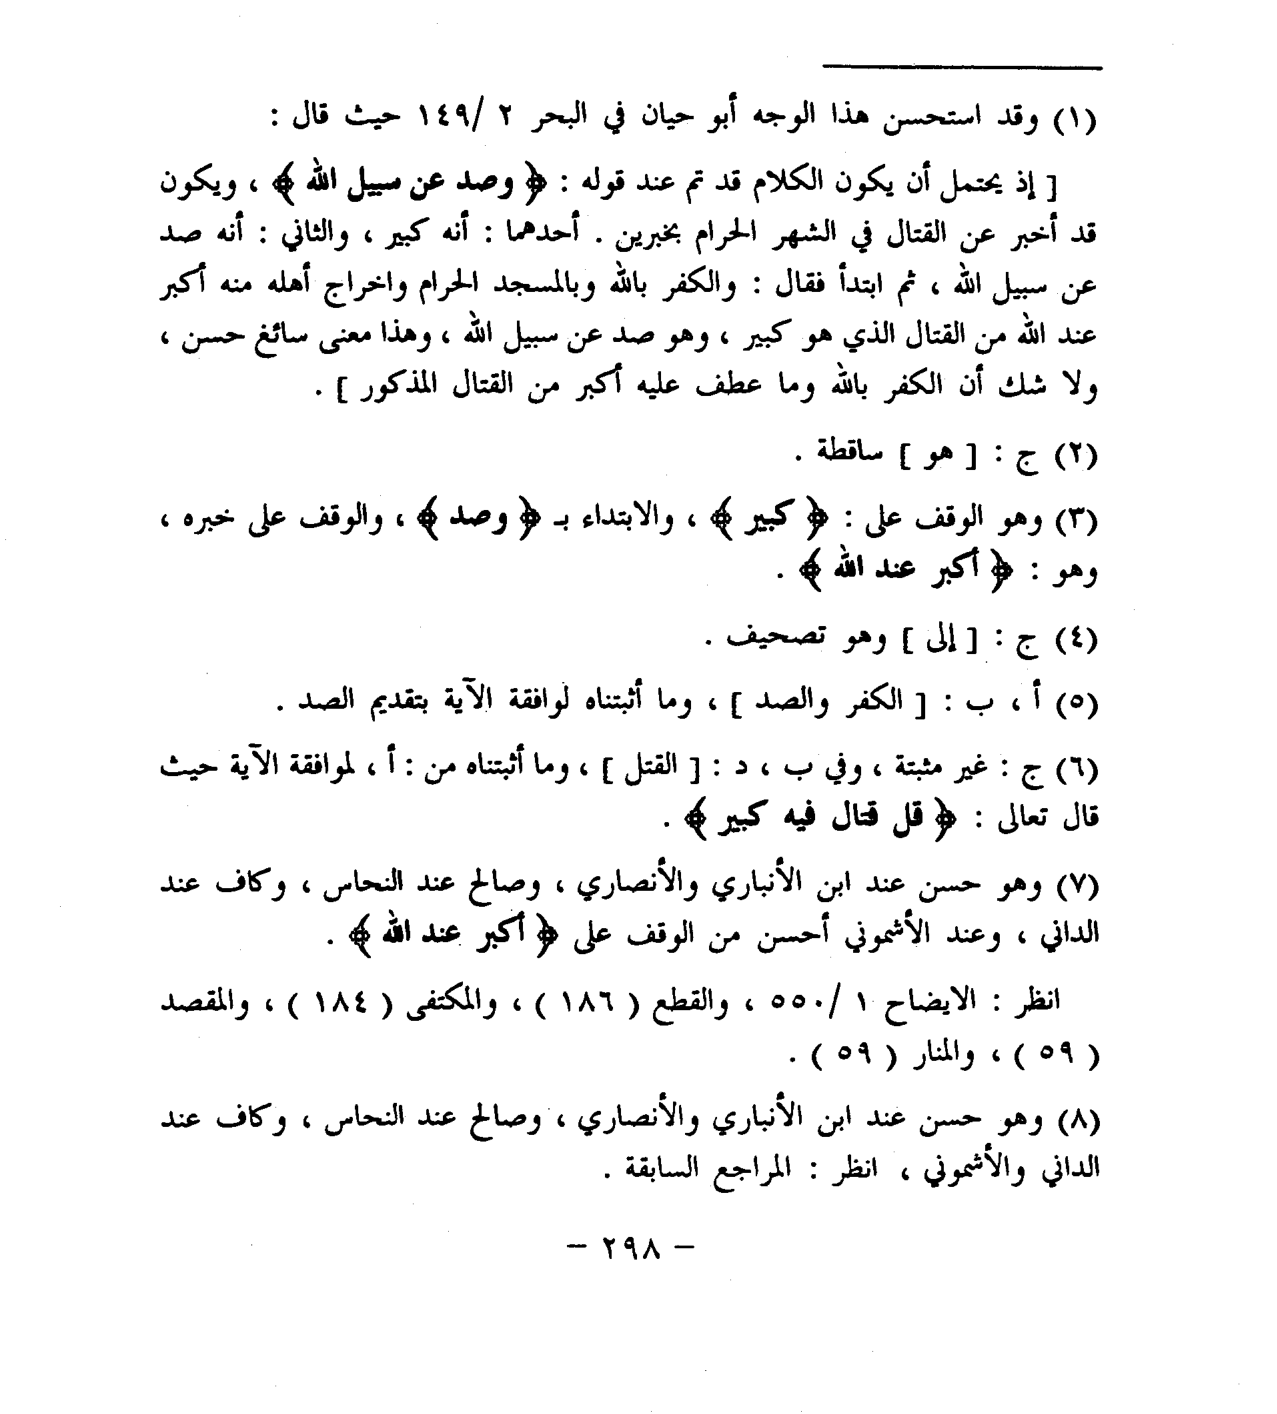 (١) وقد استحسن هذا الوجه أبو حيان في البحر ٢ /١٤٩ حيث قال :
[ إذ يحتمل أن يكون الكلام قد تم عند قوله : ﴿ وصد عن سبيل الله ﴾ ، ويكون
قد أخبر عن القتال في الشهر الحرام بخبرين . أحدهما : أنه كبير ، والثاني : أنه صد
عن سبيل الله ، ثم ابتدأ فقال : والكفر بالله وبالمسجد الحرام واخراج أهله منه أكبر
عند الله من القتال الذي هو كبير ، وهو صد عن سبيل الله ، وهذا معنى سائغ حسن ،
ولا شك أن الكفر بالله وما عطف عليه أكبر من القتال المذكور ] .
(٢) ج : [ هو ] ساقطة .
(٣) وهو الوقف على : ﴿ كبير ﴾ ، والابتداء بـ ﴿ وصد ﴾ ، والوقف على خبره ،
وهو : ﴿ أكبر عند الله ﴾ .
(٤) ج : [ إلى ] وهو تصحيف .
(٥) أ ، ب : [ الكفر والصد ] ، وما أثبتناه لوافقة الآية بتقديم الصد .
(٦) ج : غير مثبتة ، وفي ب ، د : [ القتل ] ، وما أثبتناه من : أ ، لموافقة الآية حيث
قال تعالى : ﴿ قل قتال فيه كبير ﴾ .
(٧) وهو حسن عند ابن الأنباري والأنصاري ، وصالح عند النحاس ، وكاف عند
الداني ، وعند الأشموني أحسن من الوقف على ﴿ أكبر عند الله ﴾ .
انظر : الايضاح ١ /٥٥٠ ، والقطع ( ١٨٦ ) ، والمكتفى ( ١٨٤ ) ، والمقصد
( ٥٩ ) ، والمنار ( ٥٩ ) .
(٨) وهو حسن عند ابن الأنباري والأنصاري ، وصالح عند النحاس ، وكاف عند
الداني والأشموني ، انظر : المراجع السابقة .
– ٢٩٨ –